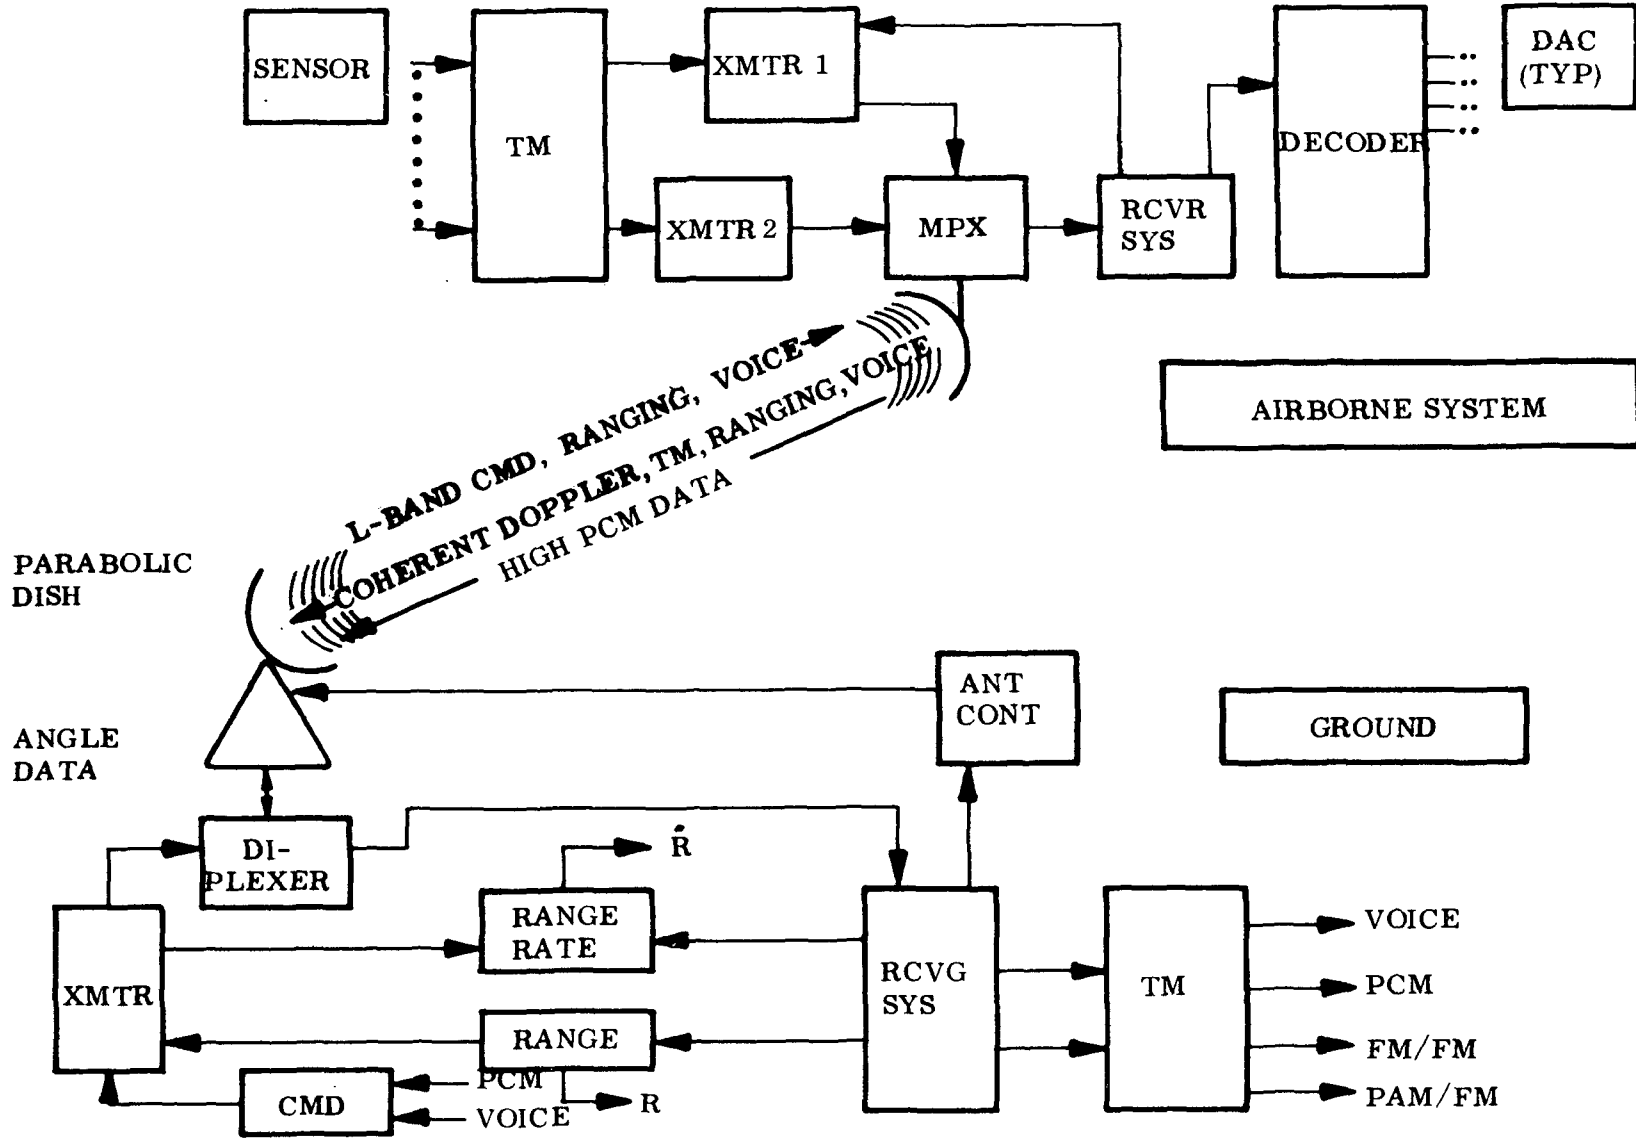 SENSOR
TM
XMTR 1
XMTR 2
MPX
RCVR
SYS
DECODER
DAC
(TYP)
L-BAND CMD, RANGING, VOICE
COHERENT DOPPLER, TM, RANGING, VOICE
HIGH PCM DATA
AIRBORNE SYSTEM
PARABOLIC
DISH
ANGLE
DATA
ANT
CONT
GROUND
DI-
PLEXER
Ṙ
RANGE
RATE
XMTR
RCVG
SYS
TM
VOICE
PCM
FM/FM
PAM/FM
RANGE
R
CMD
PCM
VOICE